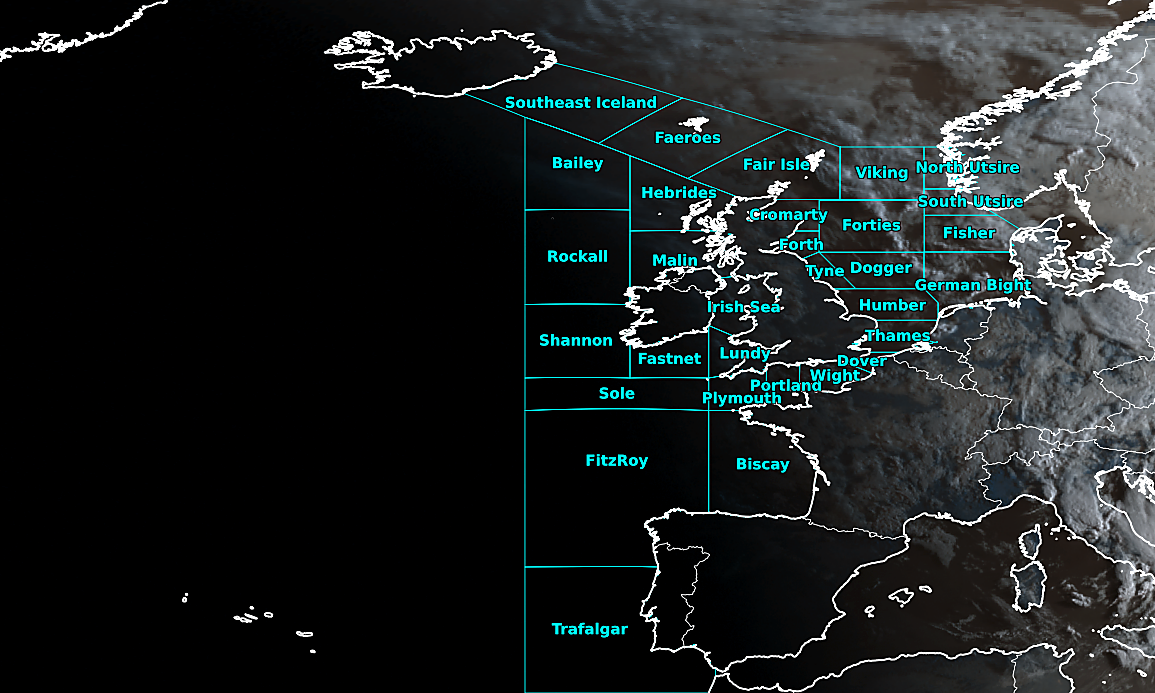 Southeast Iceland
Faeroes
Bailey
Fair Isle
Viking
North Utsire
Hebrides
South Utsire
Cromarty
Forties
Fisher
Forth
Rockall
Malin
Tyne
Dogger
German Bight
Irish Sea
Humber
Shannon
Thames
Fastnet
Lundy
Dover
Wight
Portland
Sole
Plymouth
FitzRoy
Biscay
Trafalgar